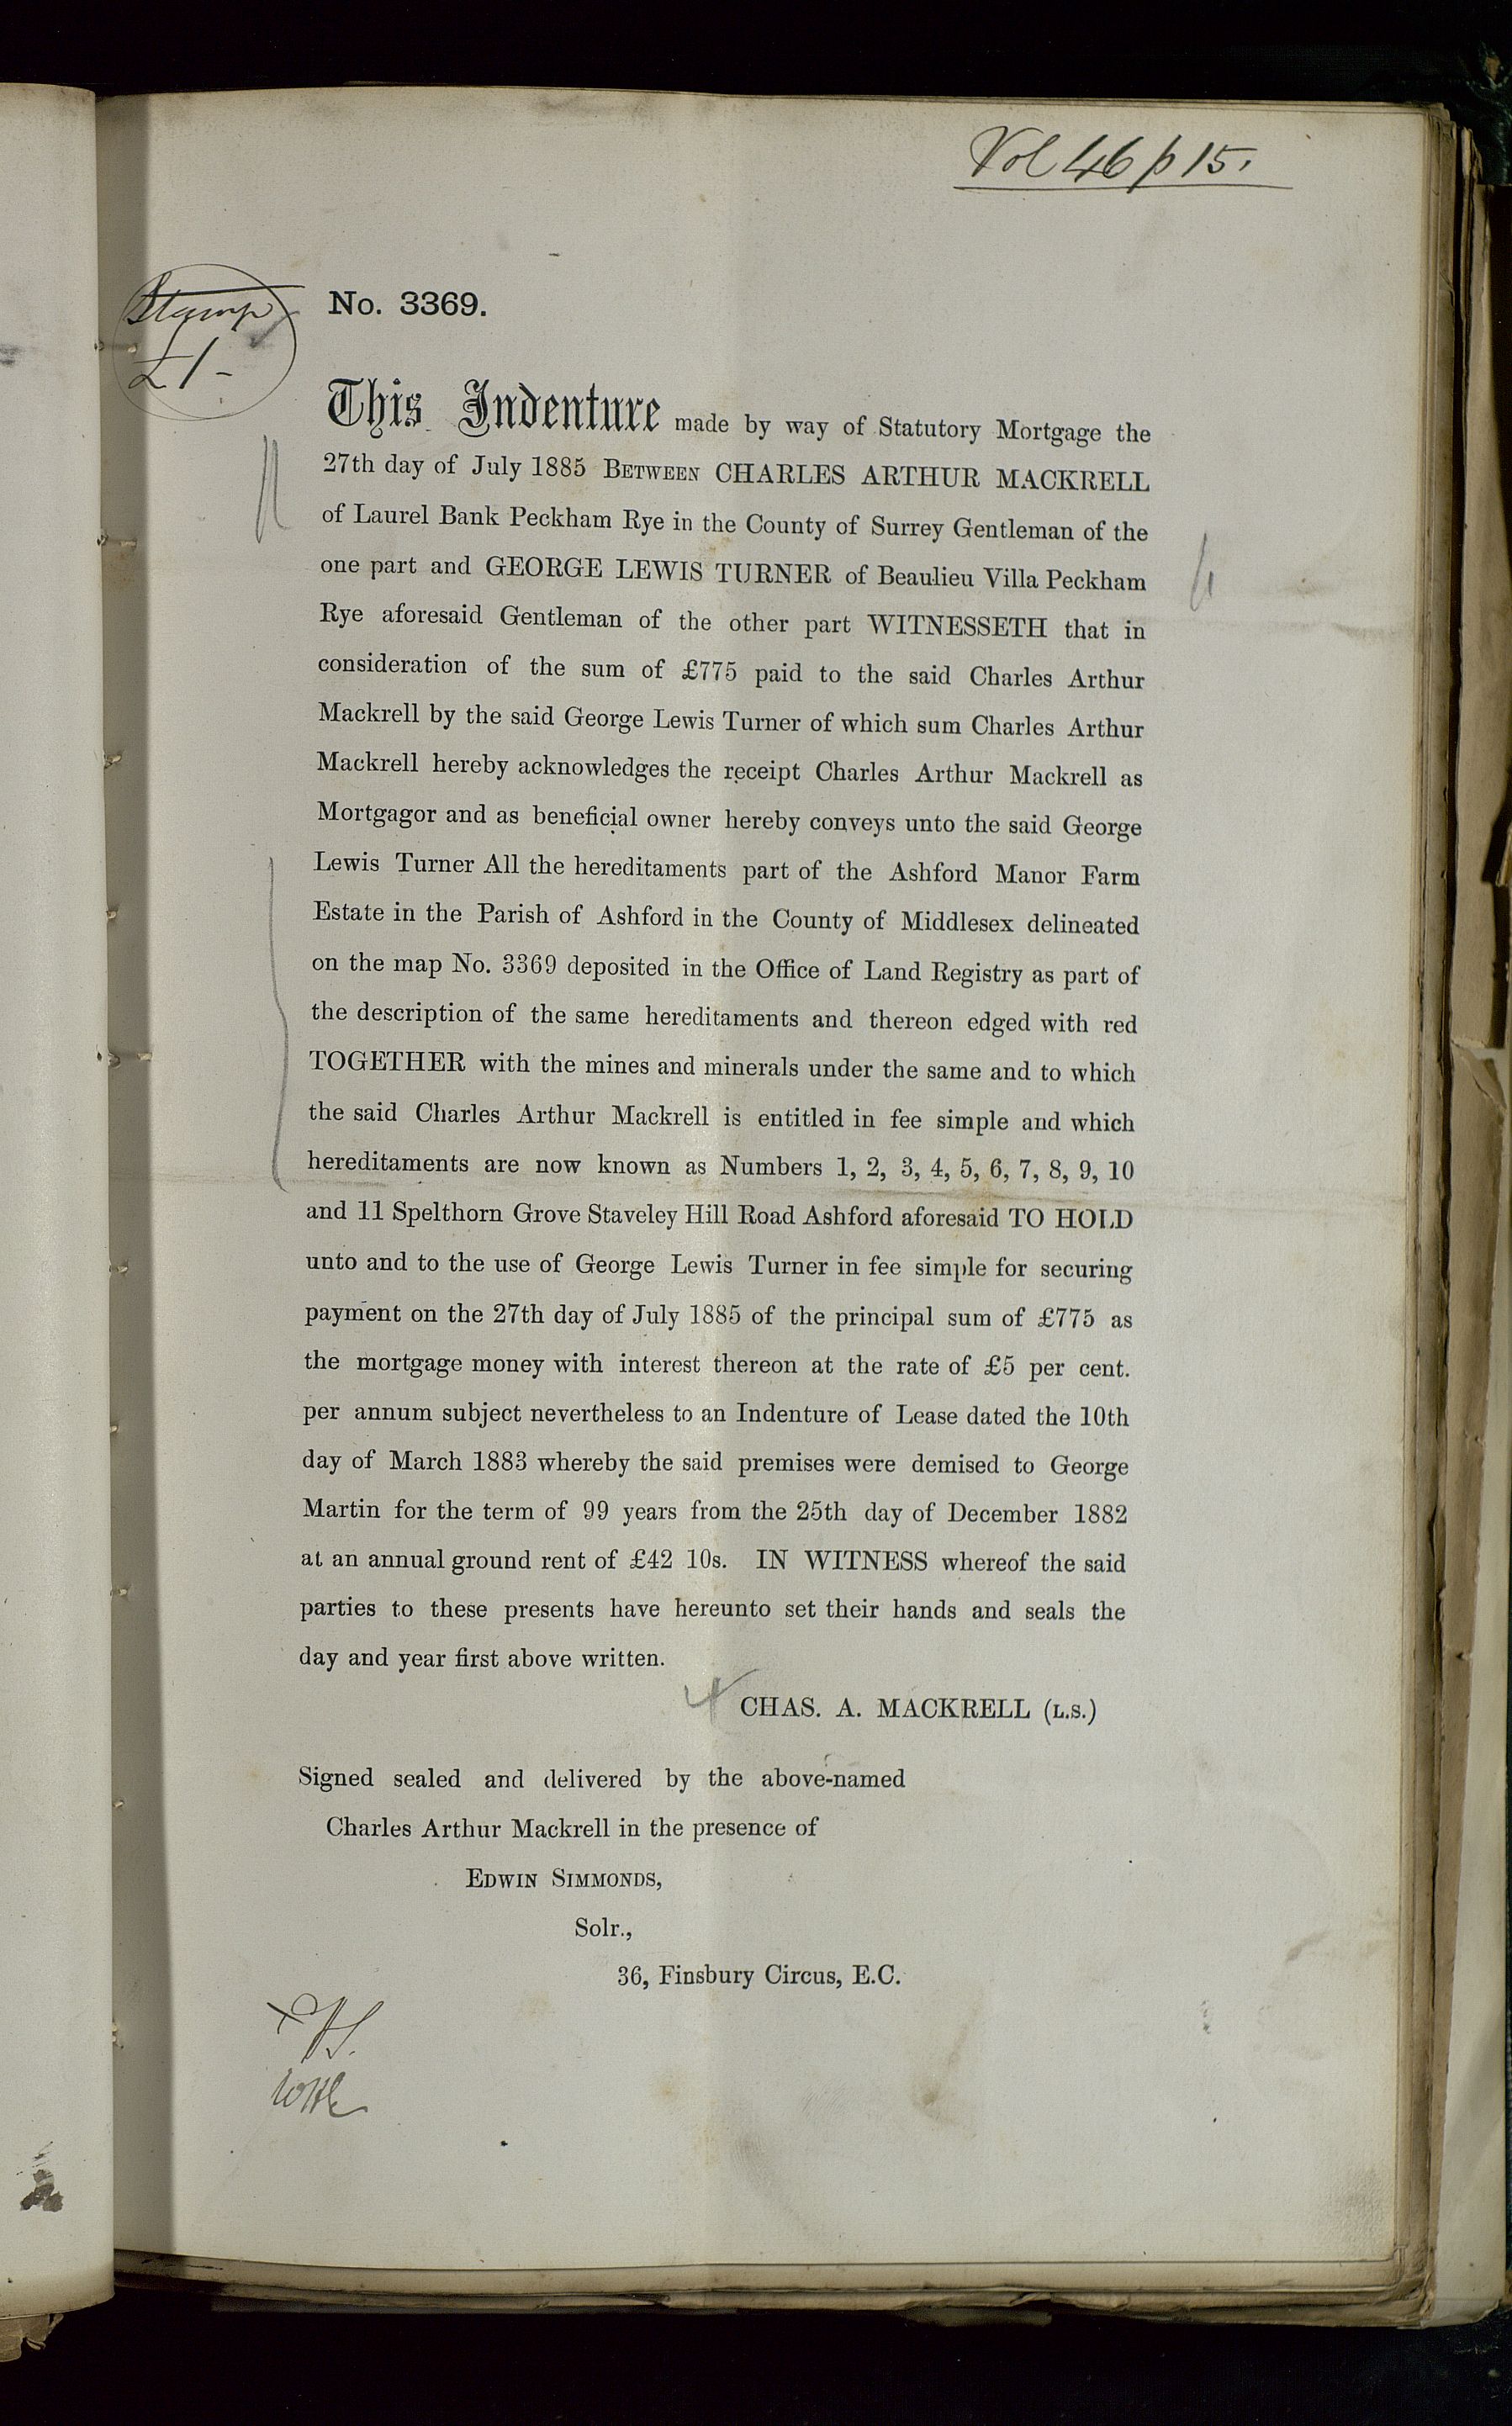 Vol 46 p 15.
Stamp
£1-
No. 3369.
This Indenture made by way of Statutory Mortgage the
27th day of July 1885 BETWEEN CHARLES ARTHUR MACKRELL
of Laurel Bank Peckham Rye in the County of Surrey Gentleman of the
one part and GEORGE LEWIS TURNER of Beaulieu Villa Peckham
Rye aforesaid Gentleman of the other part WITNESSETH that in
consideration of the sum of £775 paid to the said Charles Arthur
Mackrell by the said George Lewis Turner of which sum Charles Arthur
Mackrell hereby acknowledges the receipt Charles Arthur Mackrell as
Mortgagor and as beneficial owner hereby conveys unto the said George
Lewis Turner All the hereditaments part of the Ashford Manor Farm
Estate in the Parish of Ashford in the County of Middlesex delineated
on the map No. 3369 deposited in the Office of Land Registry as part of
the description of the same hereditaments and thereon edged with red
TOGETHER with the mines and minerals under the same and to which
the said Charles Arthur Mackrell is entitled in fee simple and which
hereditaments are now known as Numbers 1, 2, 3, 4, 5, 6, 7, 8, 9, 10
and 11 Spelthorn Grove Staveley Hill Road Ashford aforesaid TO HOLD
unto and to the use of George Lewis Turner in fee simple for securing
payment on the 27th day of July 1885 of the principal sum of £775 as
the mortgage money with interest thereon at the rate of £5 per cent.
per annum subject nevertheless to an Indenture of Lease dated the 10th
day of March 1883 whereby the said premises were demised to George
Martin for the term of 99 years from the 25th day of December 1882
at an annual ground rent of £42 10s. IN WITNESS whereof the said
parties to these presents have hereunto set their hands and seals the
day and year first above written.
CHAS. A. MACKRELL (L.S.)
Signed sealed and delivered by the above-named
Charles Arthur Mackrell in the presence of
EDWIN SIMMONDS,
Solr.,
36, Finsbury Circus, E.C.